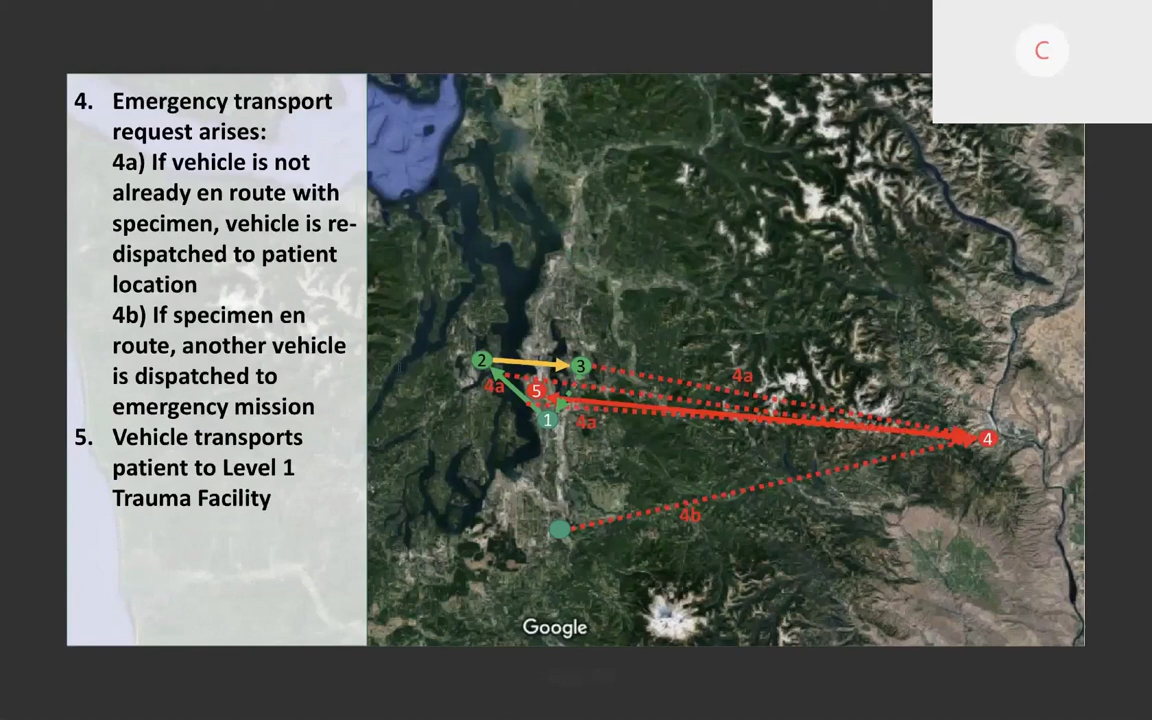 C
4. Emergency transport
request arises:
4a) If vehicle is not
already en route with
specimen, vehicle is re-
dispatched to patient
location
4b) If specimen en
route, another vehicle
is dispatched to
emergency mission
5. Vehicle transports
patient to Level 1
Trauma Facility
2
3
4a
4a
5
1
4a
4
4b
Google